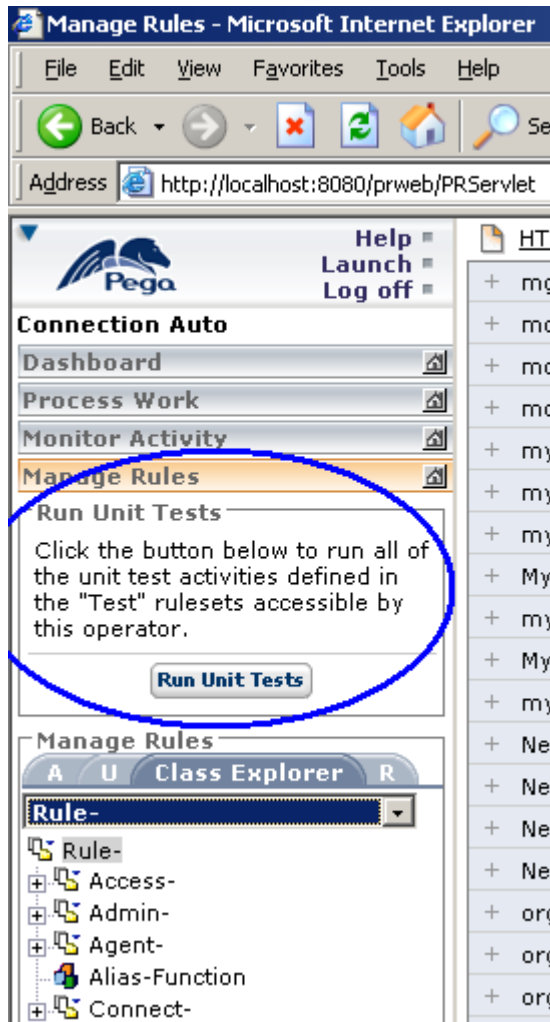 Manage Rules - Microsoft Internet Explorer
File Edit View Favorites Tools Help
Back
Address http://localhost:8080/prweb/PRServlet
Pega
Help
Launch
Log off
Connection Auto
Dashboard
Process Work
Monitor Activity
Manage Rules
Run Unit Tests
Click the button below to run all of
the unit test activities defined in
the "Test" rulesets accessible by
this operator.
Run Unit Tests
Manage Rules
A U Class Explorer R
Rule-
Rule-
Access-
Admin-
Agent-
Alias-Function
Connect-